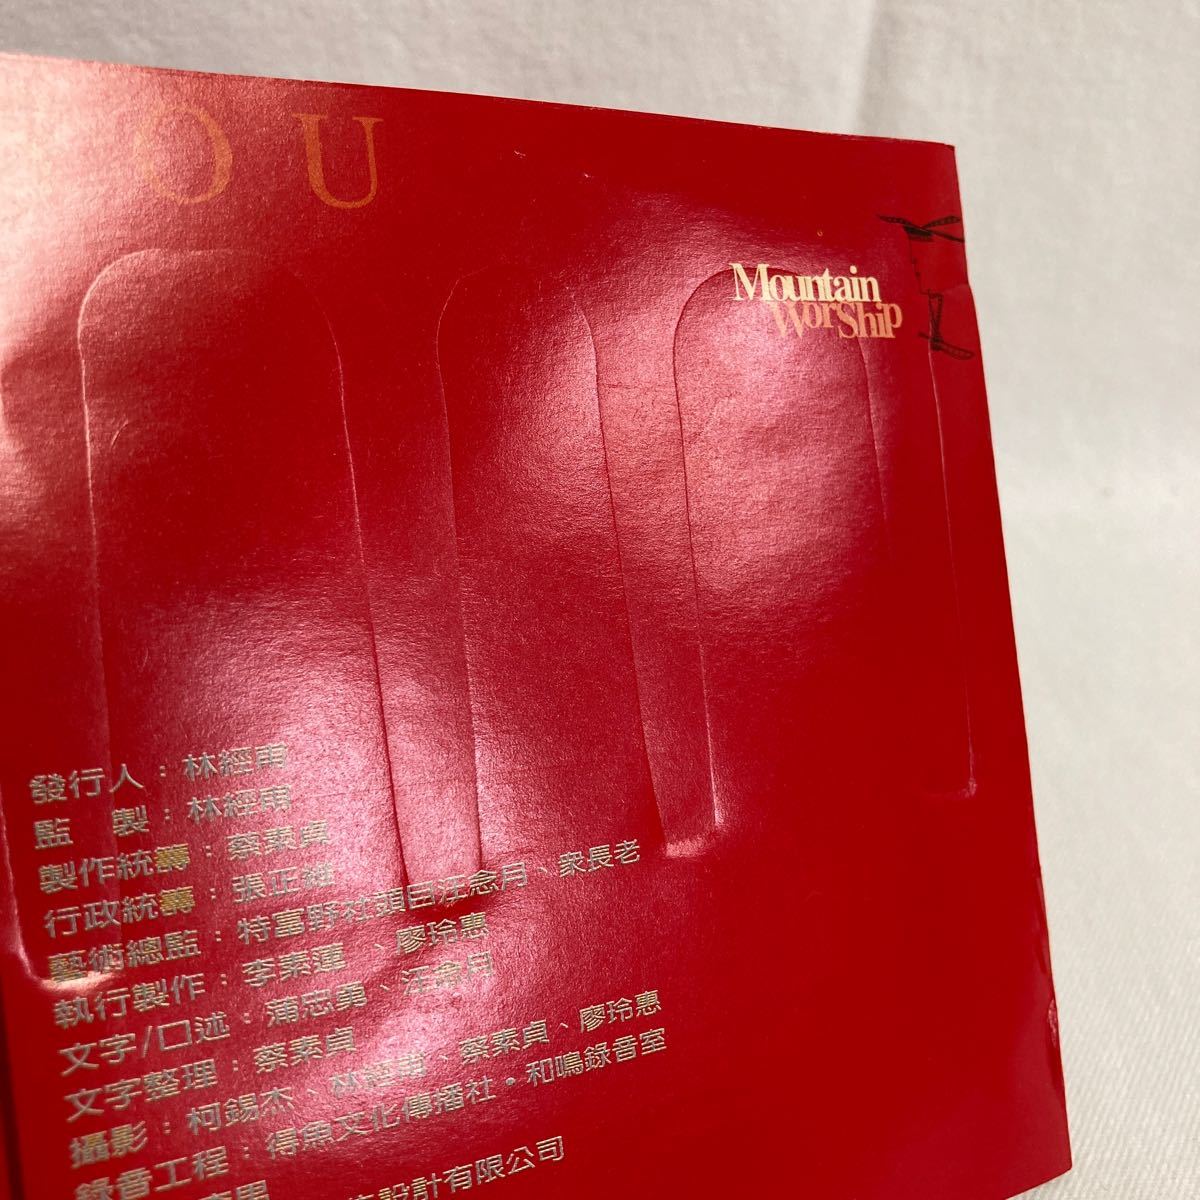 OU
Mountain
WorShip
發行人：林經甫
監　製：林經甫
製作統籌：蔡素貞
行政統籌：張正雄
藝術總監：特富野社頭目汪念月、衆長老
執行製作：李素蓮、廖玲惠
文字/口述：蒲忠勇、汪念月
文字整理：蔡素貞
攝影：柯錫杰、林經甫、蔡素貞、廖玲惠
錄音工程：得魚文化傳播社・和鳴錄音室
設計有限公司